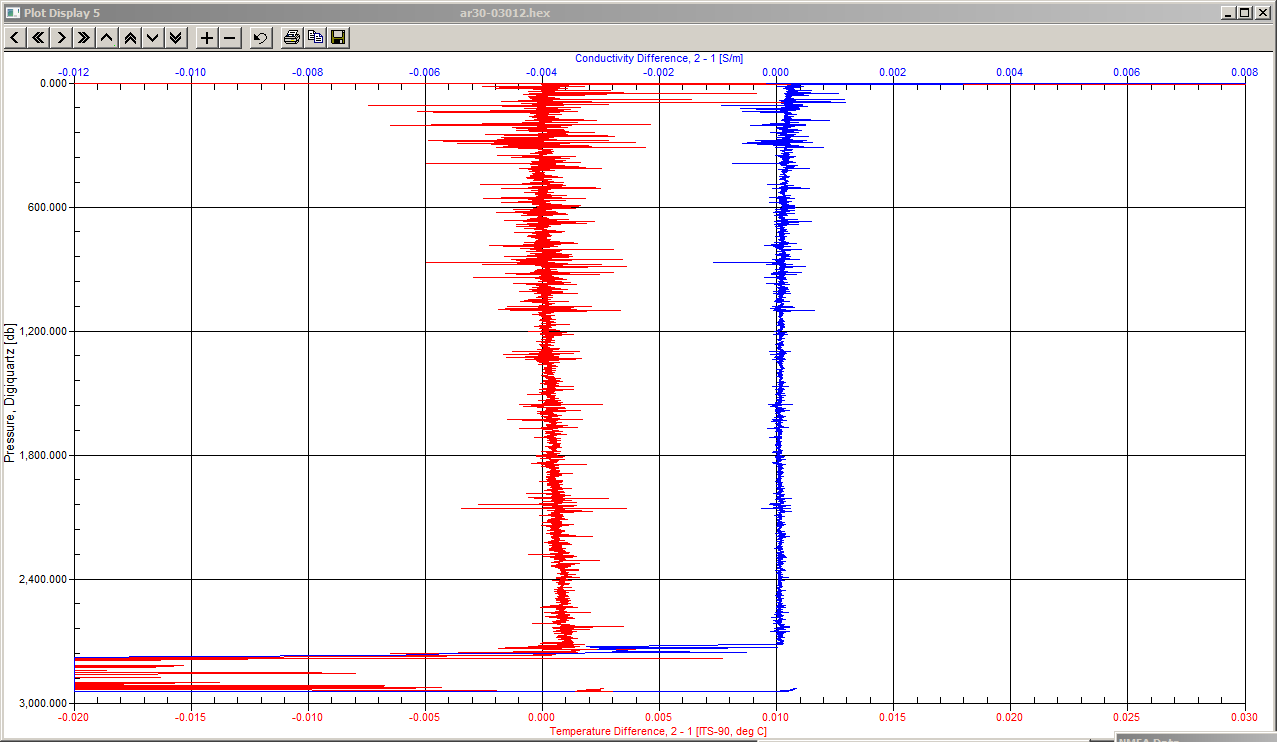 Plot Display 5 ar30-03012.hex
Conductivity Difference, 2 - 1 [S/m]
-0.012 -0.010 -0.008 -0.006 -0.004 -0.002 0.000 0.002 0.004 0.006 0.008
0.000
600.000
1,200.000
Pressure, Digiquartz [db]
1,800.000
2,400.000
3,000.000
-0.020 -0.015 -0.010 -0.005 0.000 0.005 0.010 0.015 0.020 0.025 0.030
Temperature Difference, 2 - 1 [ITS-90, deg C]